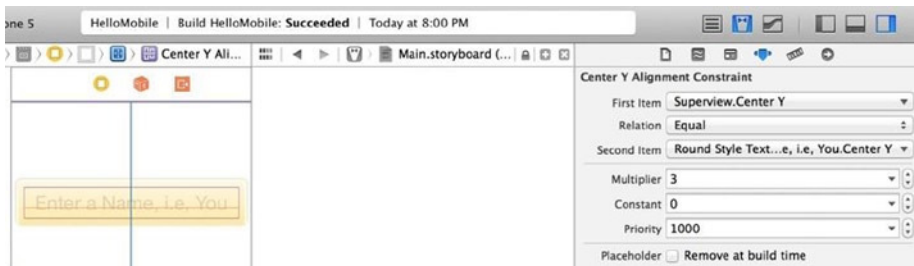 one 5
HelloMobile | Build HelloMobile: Succeeded | Today at 8:00 PM
Center Y Ali...
Main.storyboard (...
Center Y Alignment Constraint
First Item Superview.Center Y
Relation Equal
Second Item Round Style Text...e, i.e, You.Center Y
Enter a Name, i.e. You
Multiplier 3
Constant 0
Priority 1000
Placeholder Remove at build time